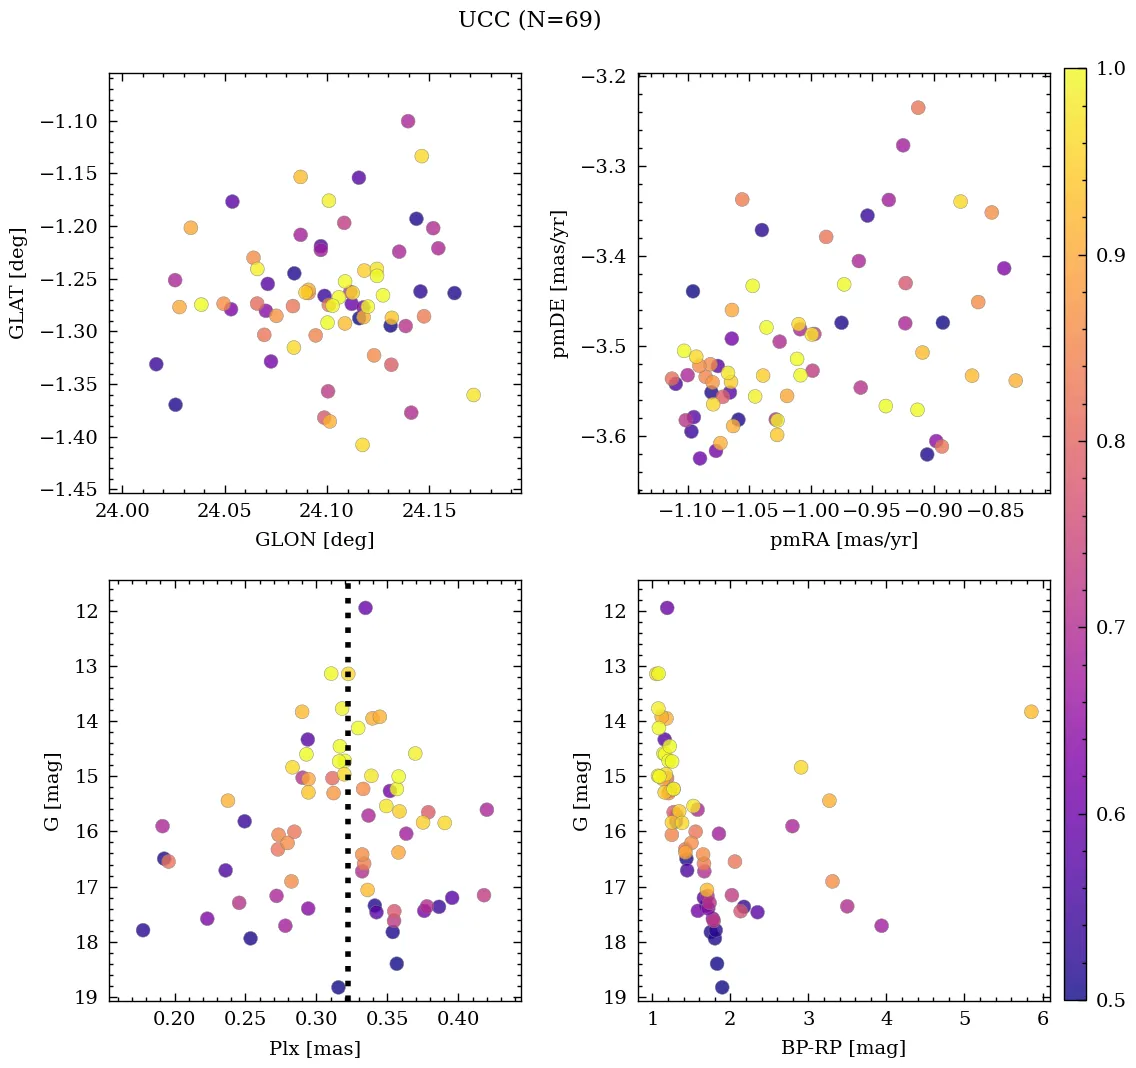 UCC (N=69)
−1.10
−1.15
−1.20
−1.25
−1.30
−1.35
−1.40
−1.45
GLAT [deg]
24.00 24.05 24.10 24.15
GLON [deg]
−3.2
−3.3
−3.4
−3.5
−3.6
pmDE [mas/yr]
−1.10 −1.05 −1.00 −0.95 −0.90 −0.85
pmRA [mas/yr]
12
13
14
15
16
17
18
19
G [mag]
0.20 0.25 0.30 0.35 0.40
Plx [mas]
12
13
14
15
16
17
18
19
G [mag]
1 2 3 4 5 6
BP-RP [mag]
1.0
0.9
0.8
0.7
0.6
0.5